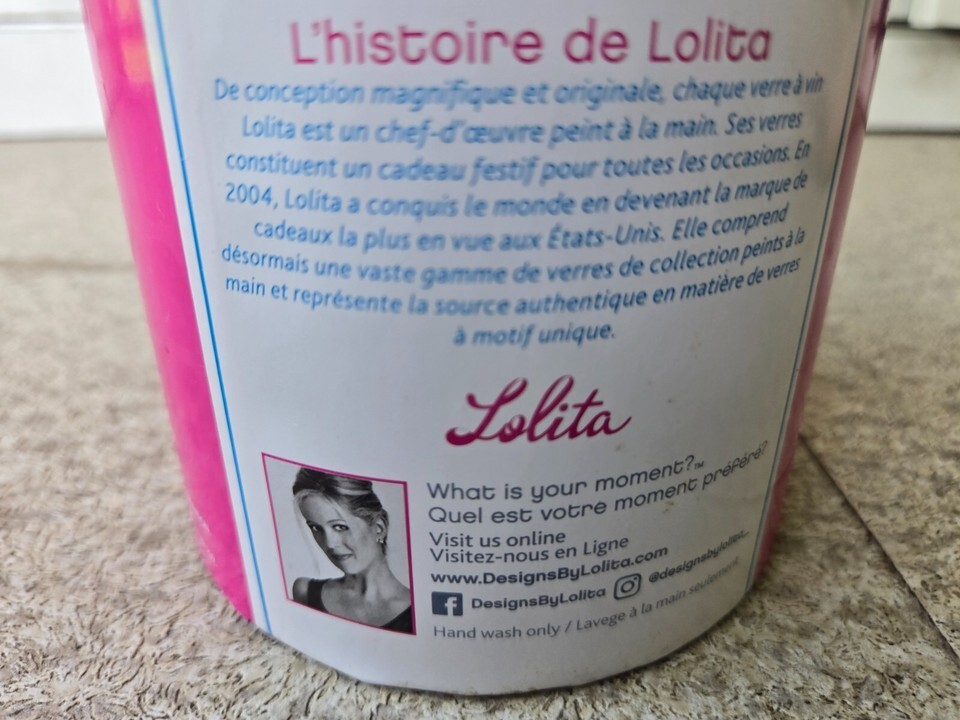 L'histoire de Lolita
De conception magnifique et originale, chaque verre à vin
Lolita est un chef-d'œuvre peint à la main. Ses verres
constituent un cadeau festif pour toutes les occasions. En
2004, Lolita a conquis le monde en devenant la marque de
cadeaux la plus en vue aux États-Unis. Elle comprend
désormais une vaste gamme de verres de collection peints à la
main et représente la source authentique en matière de verres
à motif unique.
Lolita
What is your moment?™
Quel est votre moment préféré?
Visit us online
Visitez-nous en Ligne
www.DesignsByLolita.com
DesignsByLolita
Hand wash only / Lavege à la main seulement